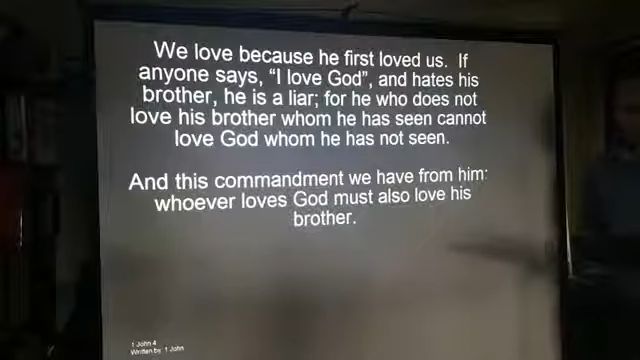 We love because he first loved us. If
anyone says, “I love God”, and hates his
brother, he is a liar; for he who does not
love his brother whom he has seen cannot
love God whom he has not seen.
And this commandment we have from him:
whoever loves God must also love his
brother.
1 John 4
Written by: 1 John